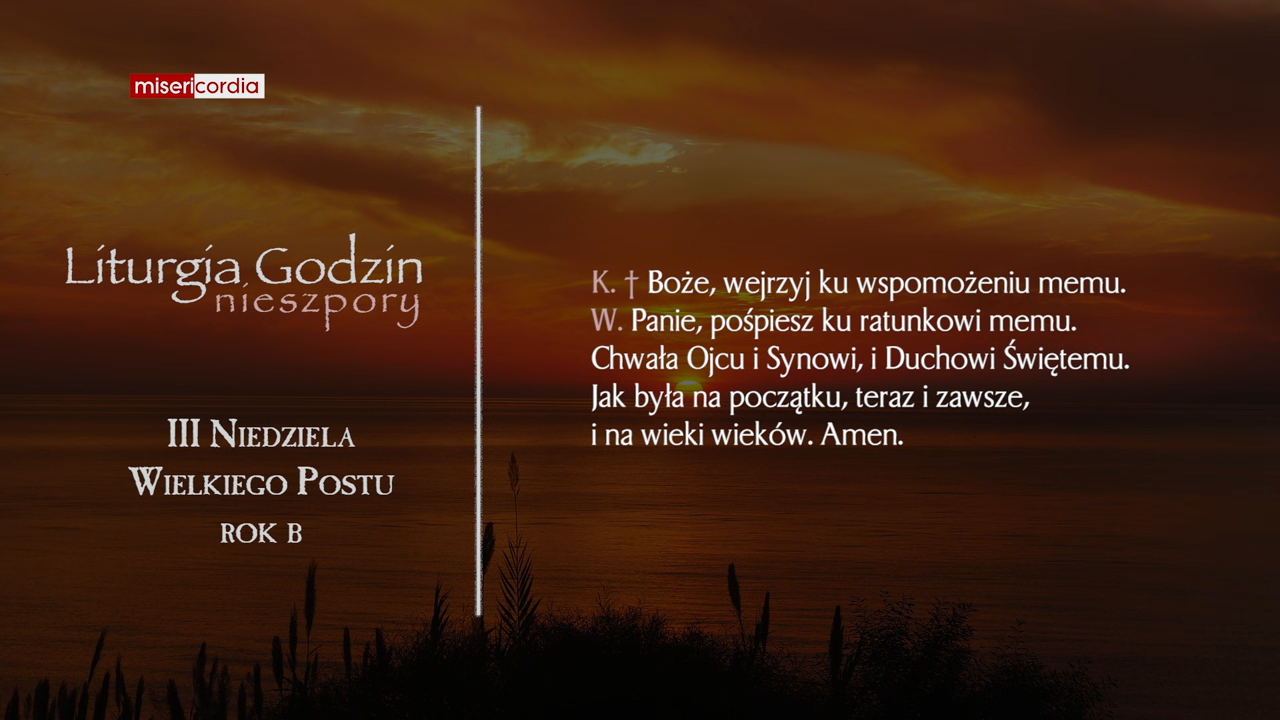 misericordia
Liturgia Godzin
nieszpory
III Niedziela
Wielkiego Postu
rok B
K. † Boże, wejrzyj ku wspomożeniu memu.
W. Panie, pośpiesz ku ratunkowi memu.
Chwała Ojcu i Synowi, i Duchowi Świętemu.
Jak była na początku, teraz i zawsze,
i na wieki wieków. Amen.